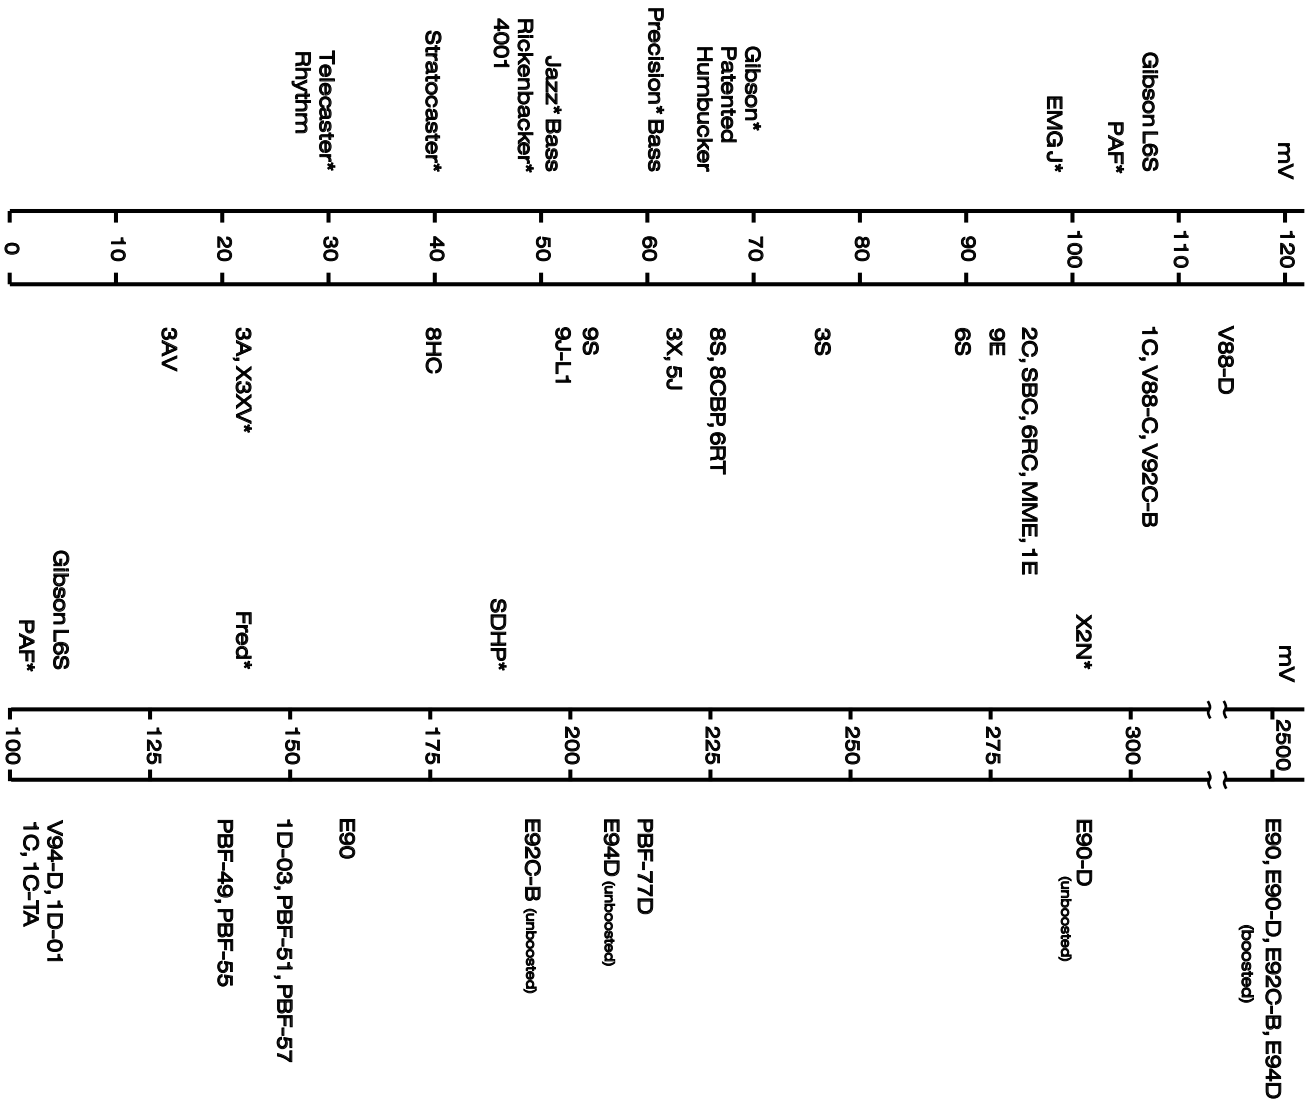 mV
Gibson L6S
PAF*
EMG J*
Gibson*
Patented
Humbucker
Precision* Bass
Jazz* Bass
Rickenbacker*
4001
Stratocaster*
Telecaster*
Rhythm
120
110
100
90
80
70
60
50
40
30
20
10
0
V88-D
1C, V88-C, V92C-B
2C, SBC, 6RC, MME, 1E
9E
6S
3S
8S, 8CBP, 6RT
3X, 5J
9S
9J-L1
8HC
3A, X3XV*
3AV
mV
X2N*
SDHP*
Fred*
Gibson L6S
PAF*
2500
300
275
250
225
200
175
150
125
100
E90, E90-D, E92C-B, E94D
(boosted)
E90-D
(unboosted)
PBF-77D
E94D (unboosted)
E92C-B (unboosted)
E90
1D-03, PBF-51, PBF-57
PBF-49, PBF-55
V94-D, 1D-01
1C, 1C-TA